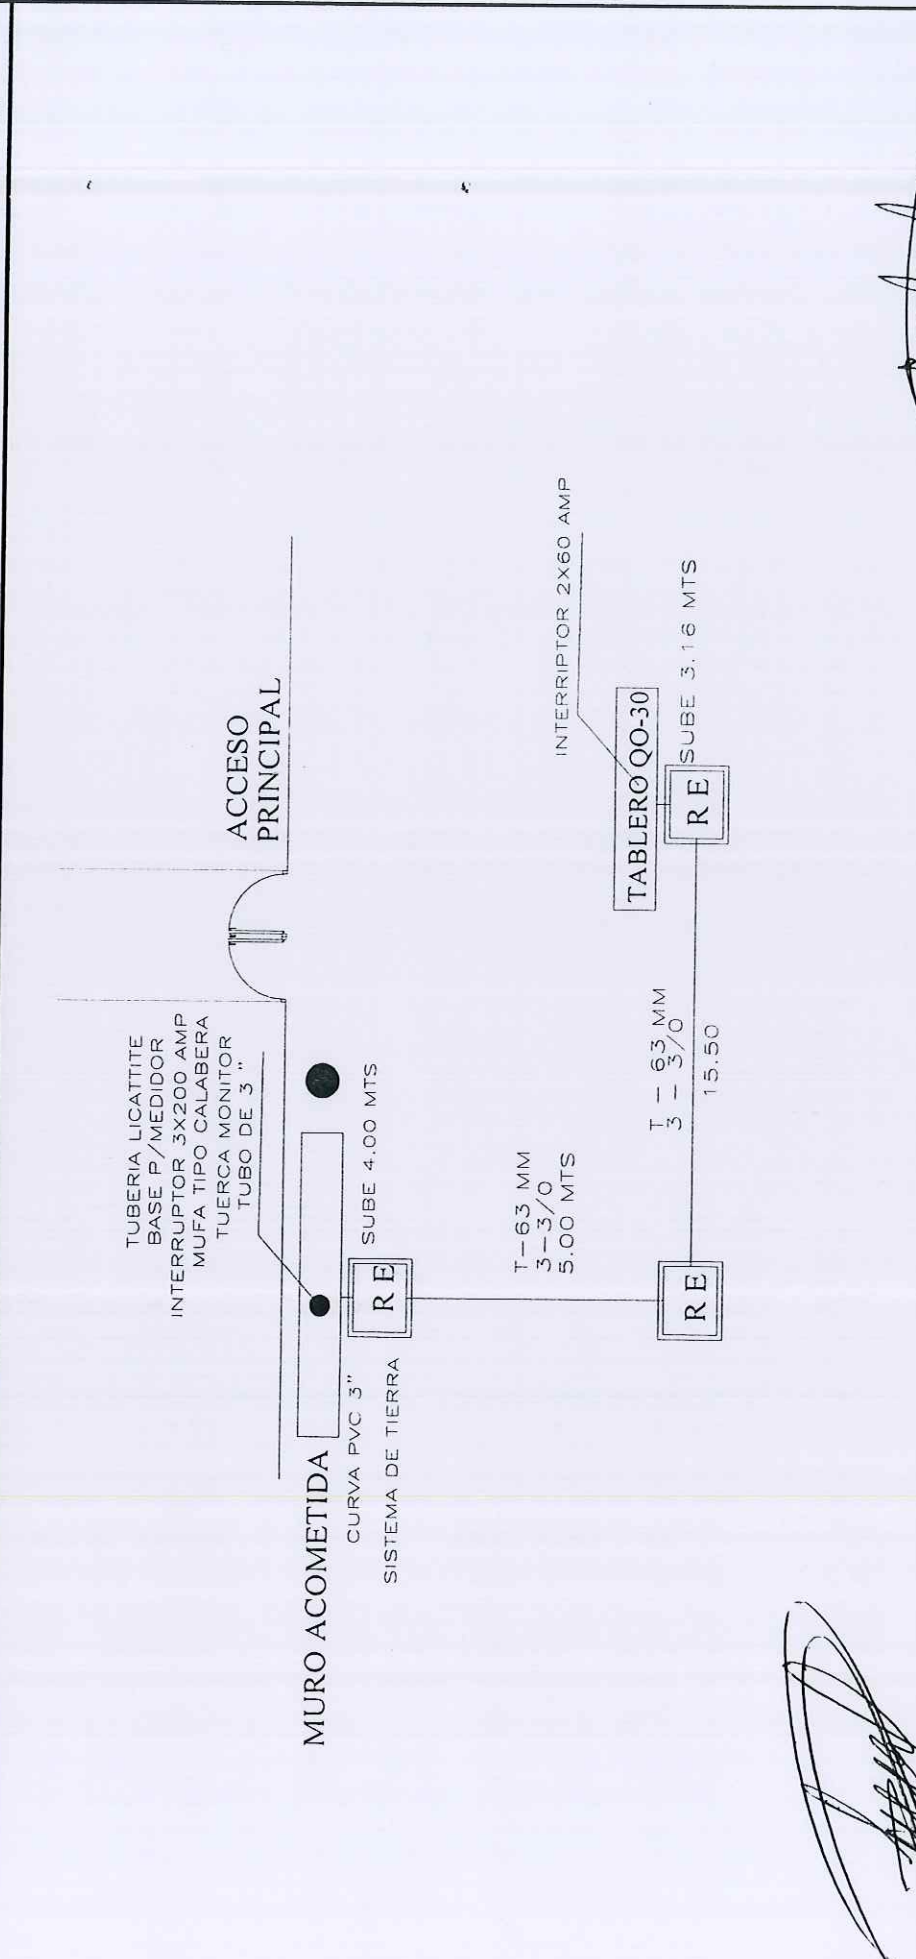 ACCESO
PRINCIPAL
TUBERIA LICATTITE
BASE P/MEDIDOR
INTERRUPTOR 3X200 AMP
MUFA TIPO CALABERA
TUERCA MONITOR
TUBO DE 3 "
MURO ACOMETIDA
CURVA PVC 3"
SISTEMA DE TIERRA
R E
SUBE 4.00 MTS
T-63 MM
3-3/0
5.00 MTS
R E
T - 63 MM
3 - 3/0
15.50
INTERRIPTOR 2X60 AMP
TABLERO QO-30
R E
SUBE 3.16 MTS